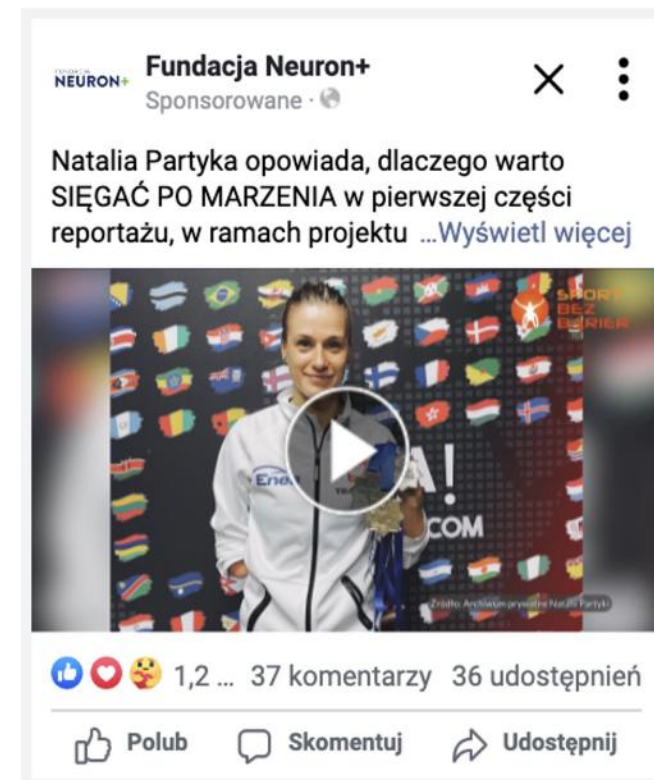 NEURON+
Fundacja Neuron+
Sponsorowane ·
Natalia Partyka opowiada, dlaczego warto
SIĘGAĆ PO MARZENIA w pierwszej części
reportażu, w ramach projektu ...Wyświetl więcej
SPORT
BEZ
BARIER
Enea
A!
.COM
Źródło: Archiwum prywatne Natalii Partyki
1,2 ... 37 komentarzy 36 udostępnień
Polub Skomentuj Udostępnij